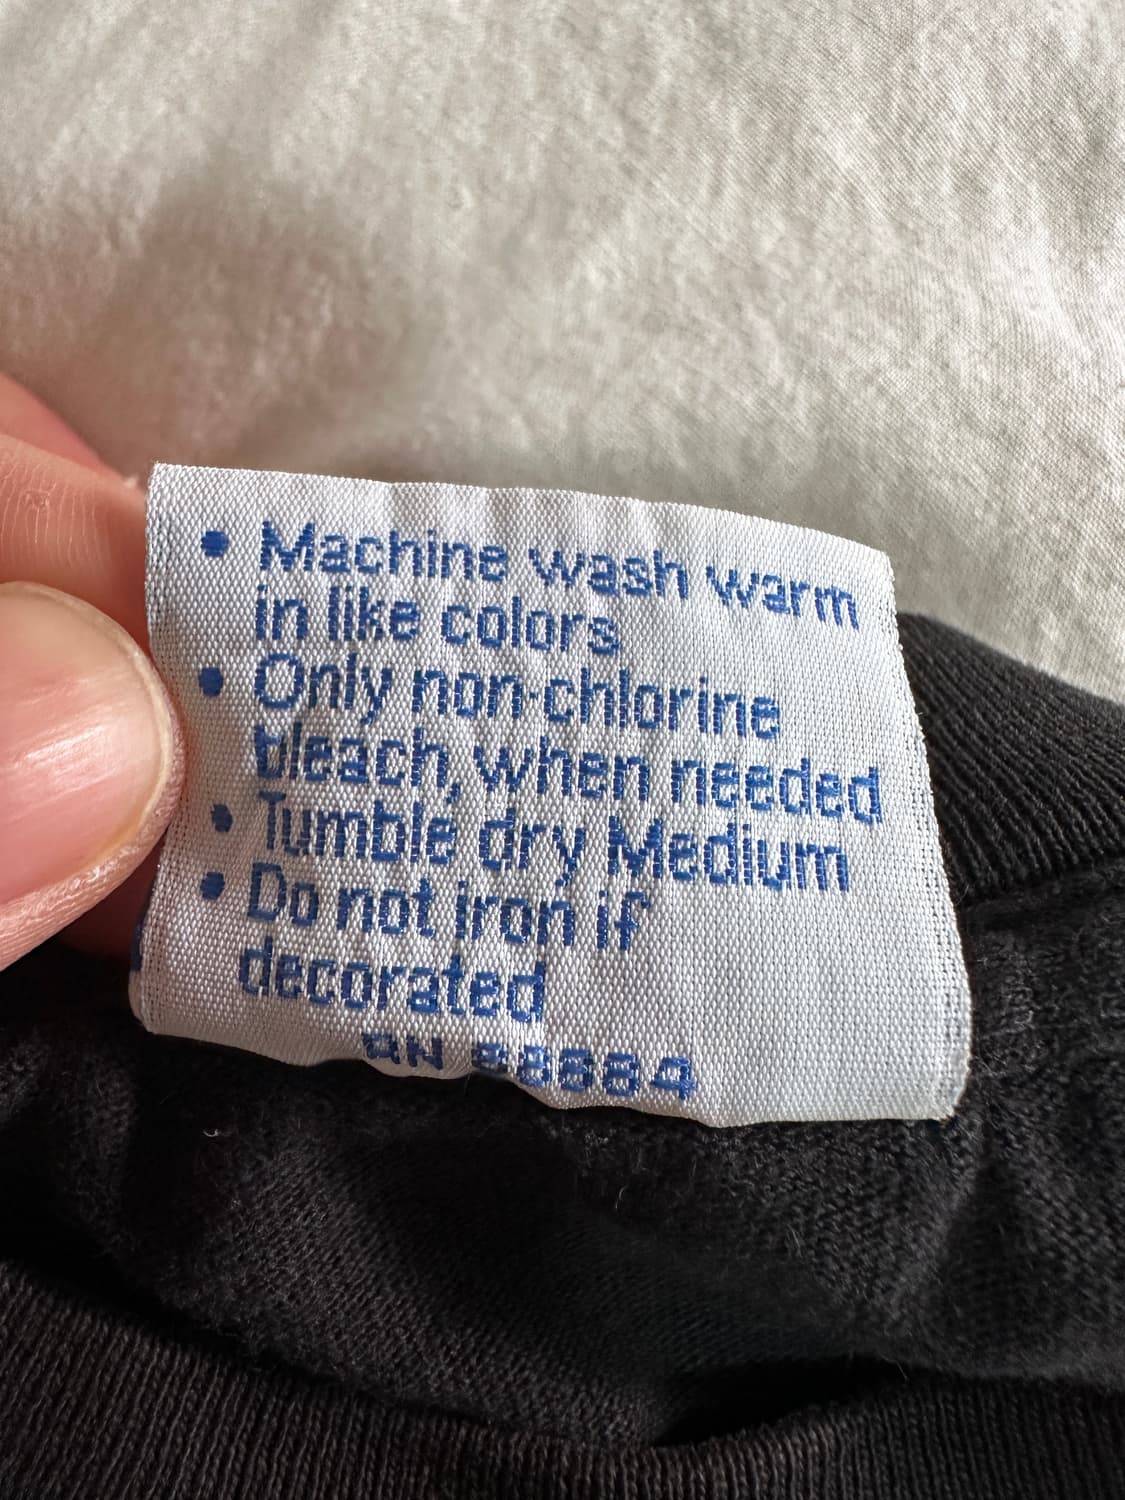 • Machine wash warm
in like colors
• Only non-chlorine
bleach, when needed
• Tumble dry Medium
• Do not iron if
decorated
RN